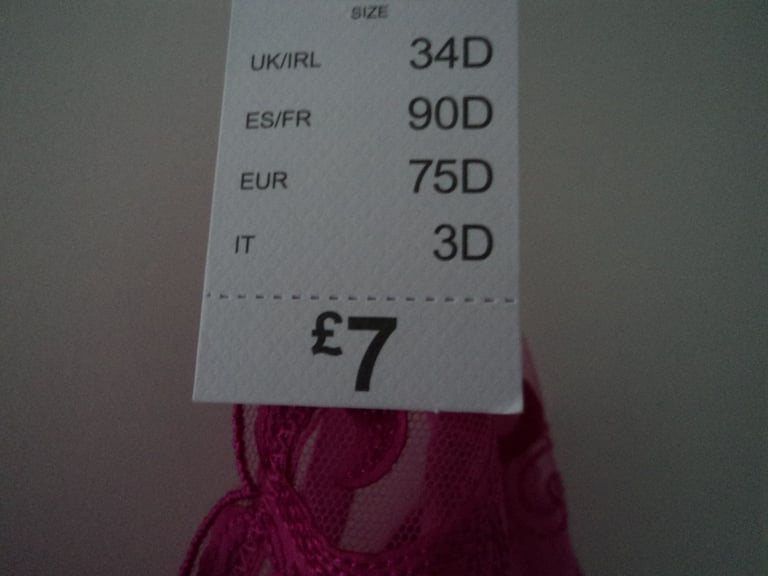 SIZE
UK/IRL 34D
ES/FR 90D
EUR 75D
IT 3D
£7